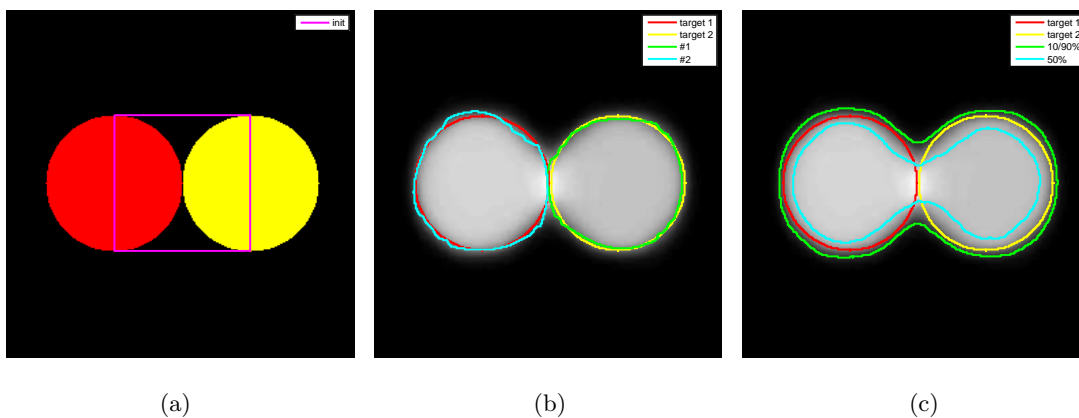 init
target 1
target 2
#1
#2
target 1
target 2
10/90%
50%
(a)
(b)
(c)